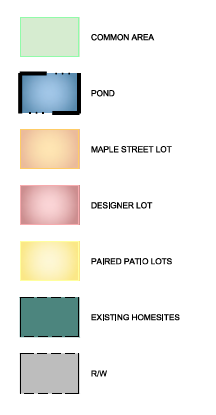 COMMON AREA
POND
MAPLE STREET LOT
DESIGNER LOT
PAIRED PATIO LOTS
EXISTING HOMESITES
R/W